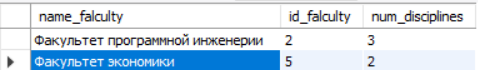 name_falculty id_falculty num_disciplines
Факультет программной инженерии 2 3
Факультет экономики 5 2